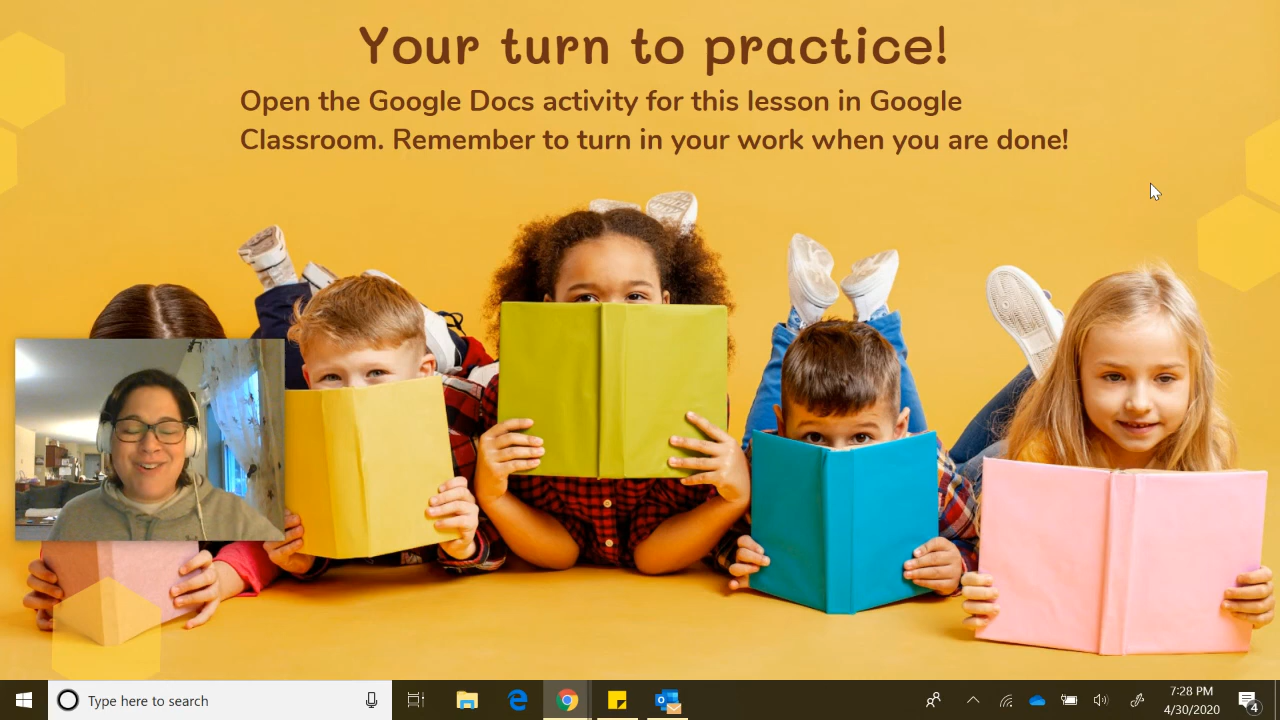 Your turn to practice!
Open the Google Docs activity for this lesson in Google
Classroom. Remember to turn in your work when you are done!
Type here to search
7:28 PM
4/30/2020
4